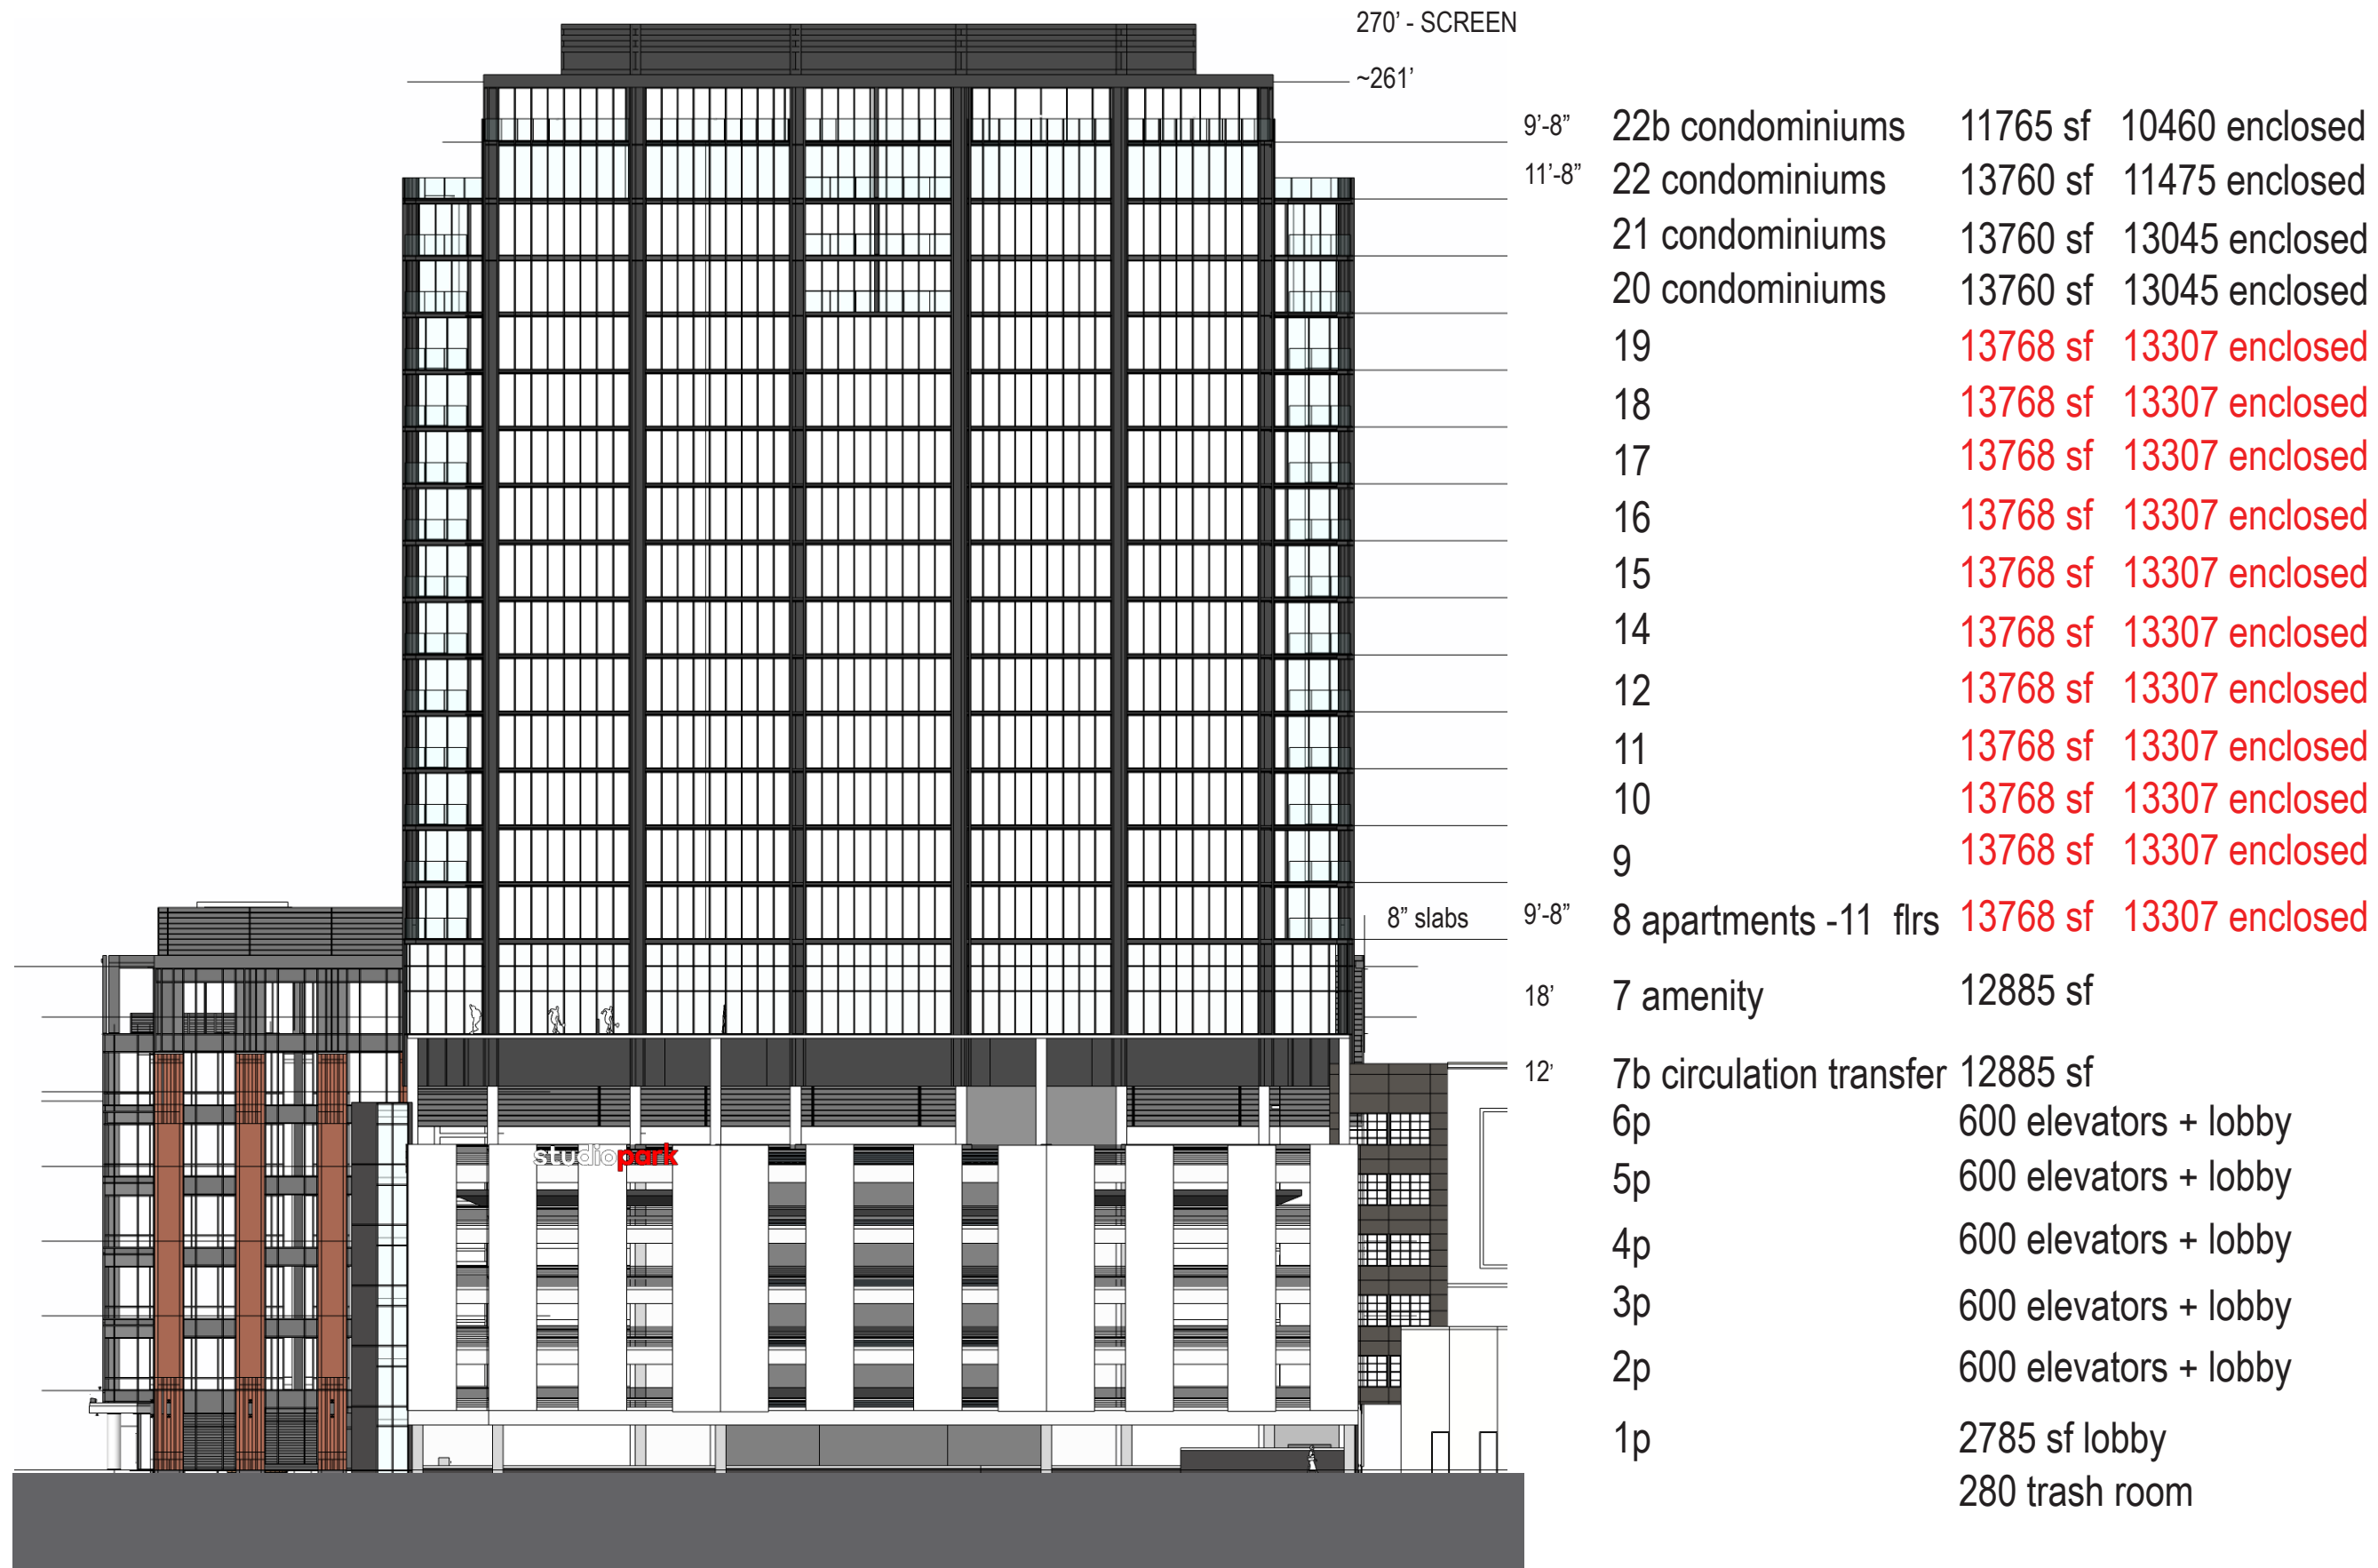 270’ - SCREEN
~261’
9’-8” 22b condominiums 11765 sf 10460 enclosed
11’-8” 22 condominiums 13760 sf 11475 enclosed
21 condominiums 13760 sf 13045 enclosed
20 condominiums 13760 sf 13045 enclosed
19 13768 sf 13307 enclosed
18 13768 sf 13307 enclosed
17 13768 sf 13307 enclosed
16 13768 sf 13307 enclosed
15 13768 sf 13307 enclosed
14 13768 sf 13307 enclosed
12 13768 sf 13307 enclosed
11 13768 sf 13307 enclosed
10 13768 sf 13307 enclosed
9 13768 sf 13307 enclosed
8” slabs 9’-8” 8 apartments -11 flrs 13768 sf 13307 enclosed
18’ 7 amenity 12885 sf
12’ 7b circulation transfer 12885 sf
6p 600 elevators + lobby
studiopark
5p 600 elevators + lobby
4p 600 elevators + lobby
3p 600 elevators + lobby
2p 600 elevators + lobby
1p 2785 sf lobby
280 trash room